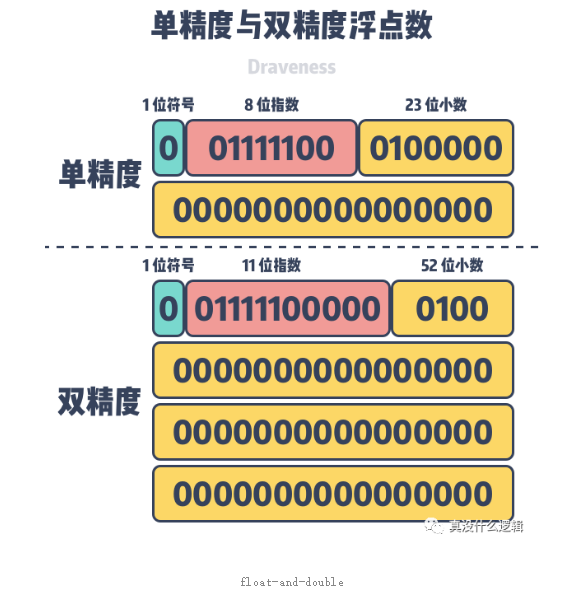 单精度与双精度浮点数
Draveness
1 位符号 8 位指数 23 位小数
单精度 0 01111100 0100000
0000000000000000
1 位符号 11 位指数 52 位小数
0 01111100000 0100
双精度 0000000000000000
0000000000000000
0000000000000000
真没什么逻辑
float-and-double